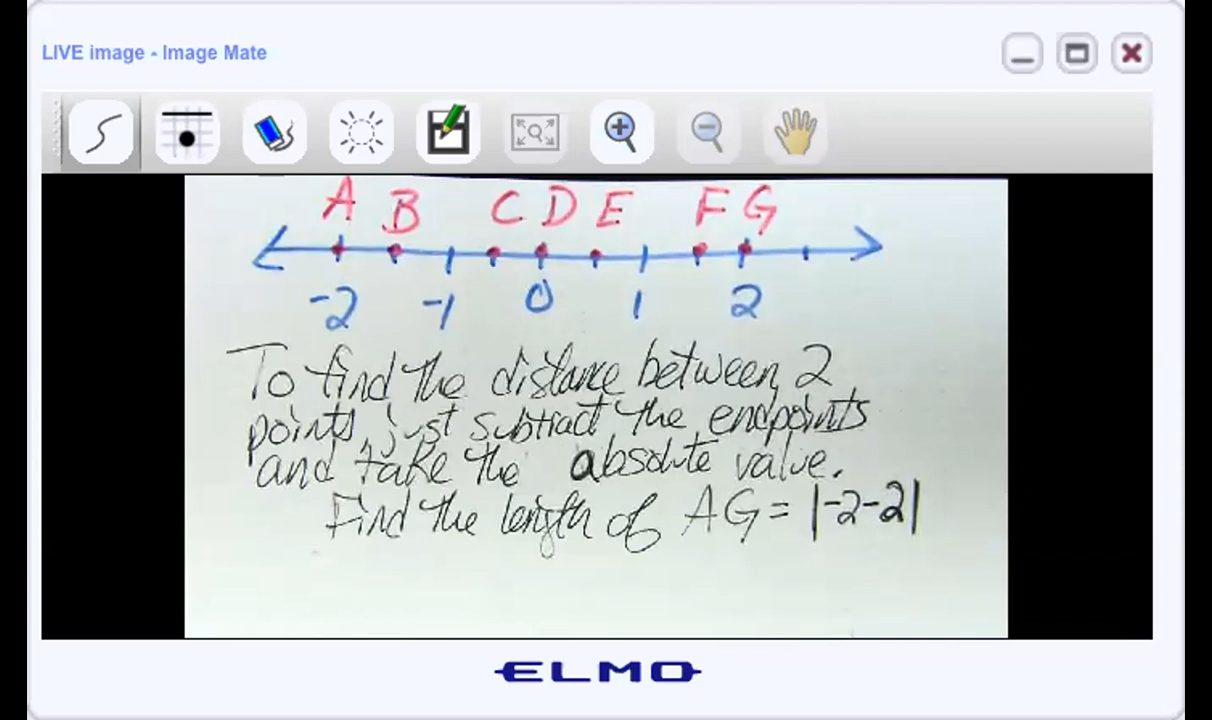 LIVE image - Image Mate
A B C D E F G
-2 -1 0 1 2
To find the distance between 2
points, just subtract the endpoints
and take the absolute value.
Find the length of AG = |-2-2|
ELMO